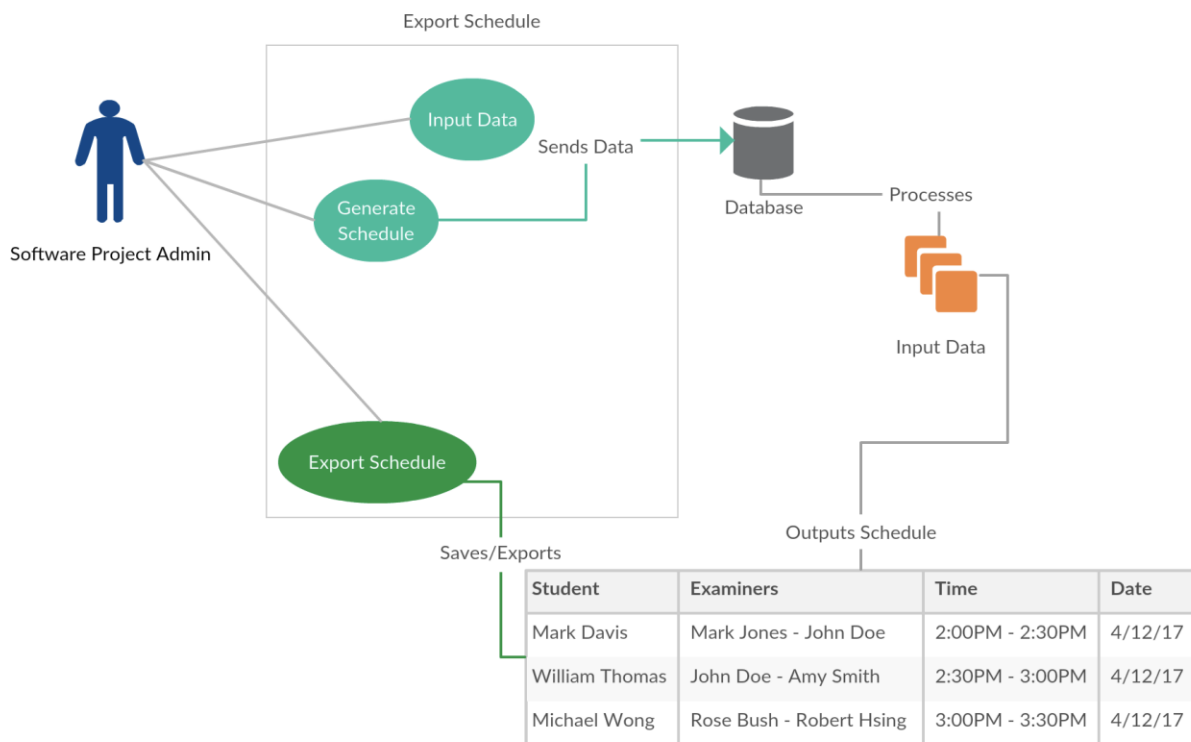 Export Schedule
Input Data
Sends Data
Generate
Schedule
Database
Processes
Software Project Admin
Input Data
Export Schedule
Outputs Schedule
Saves/Exports
Student Examiners Time Date
Mark Davis Mark Jones - John Doe 2:00PM - 2:30PM 4/12/17
William Thomas John Doe - Amy Smith 2:30PM - 3:00PM 4/12/17
Michael Wong Rose Bush - Robert Hsing 3:00PM - 3:30PM 4/12/17